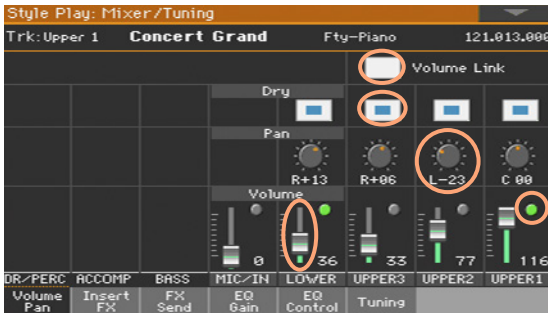 Style Play: Mixer/Tuning
Trk:Upper 1 Concert Grand Fty-Piano 121.013.000
Volume Link
Dry
Pan
R+13 R+06 L-23 C 00
Volume
0 36 33 77 116
DR/PERC ACCOMP BASS MIC/IN LOWER UPPER3 UPPER2 UPPER1
Volume Pan Insert FX FX Send EQ Gain EQ Control Tuning